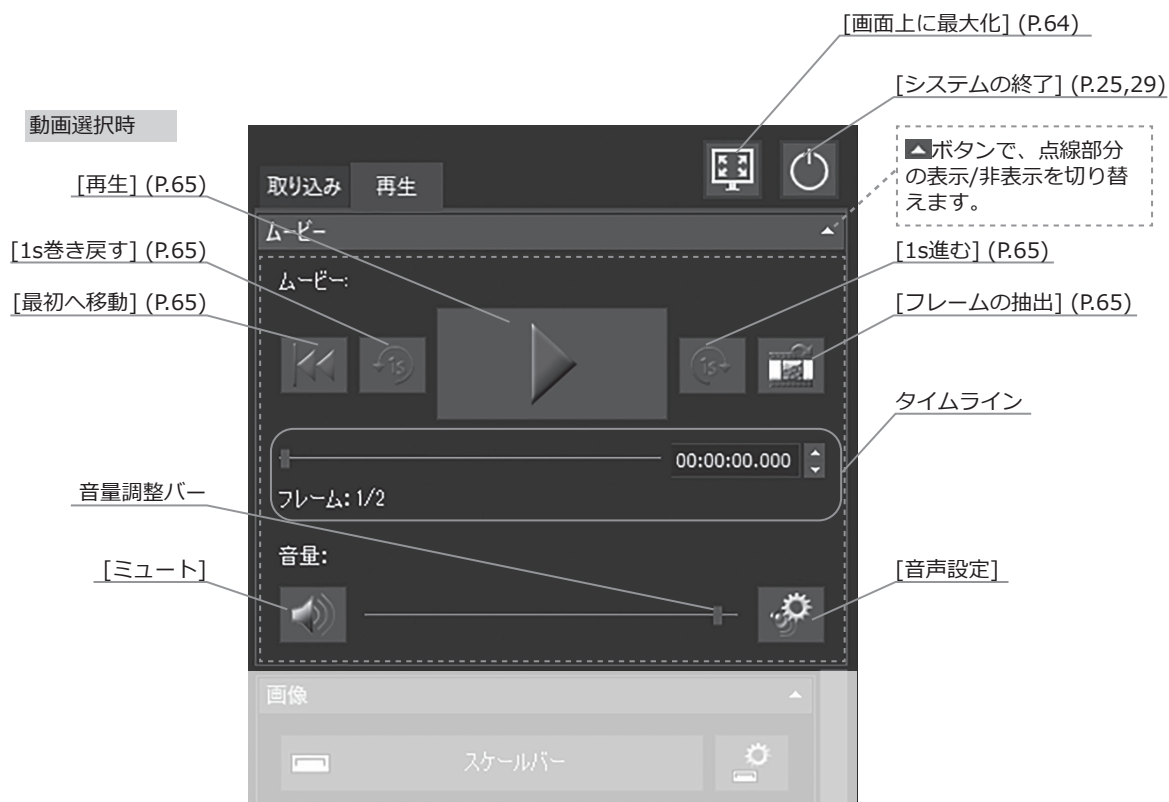 [画面上に最大化] (P.64)
[システムの終了] (P.25,29)
動画選択時
▲ボタンで、点線部分
の表示/非表示を切り替
えます。
[再生] (P.65)
取り込み 再生
ムービー
[1s巻き戻す] (P.65)
[1s進む] (P.65)
ムービー:
[最初へ移動] (P.65)
[フレームの抽出] (P.65)
1s
1s
タイムライン
00:00:00.000
フレーム: 1/2
音量調整バー
音量:
[ミュート]
[音声設定]
画像
スケールバー